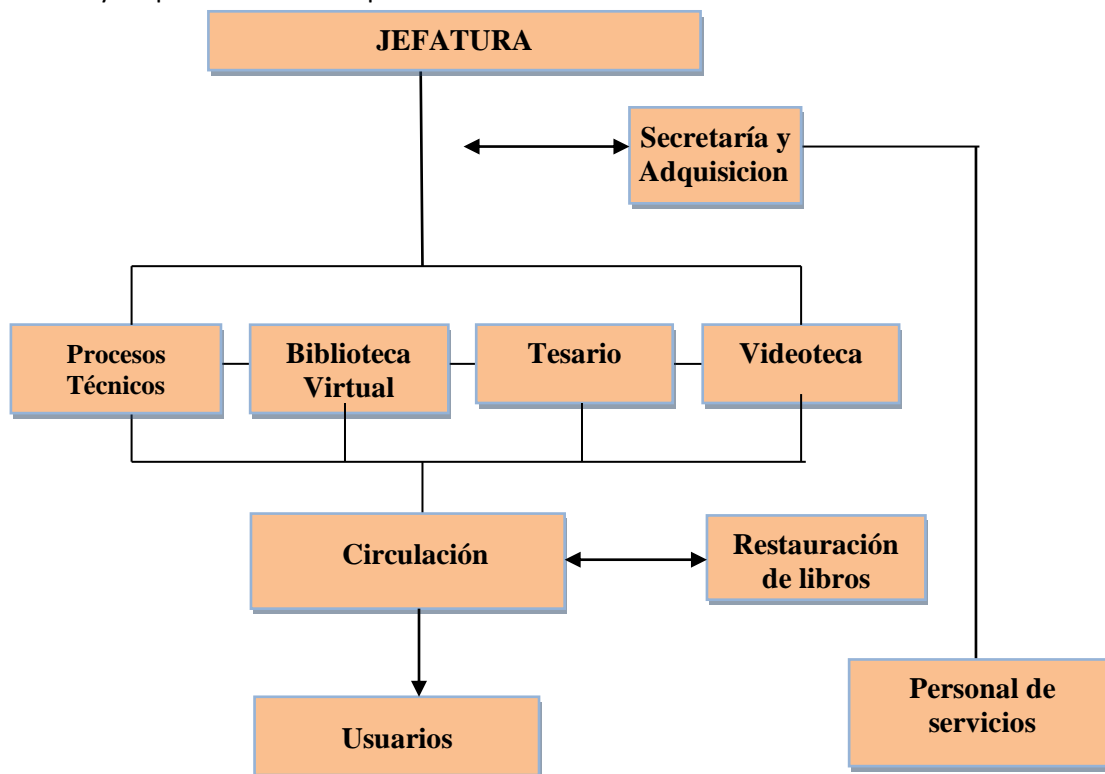 JEFATURA
Secretaría y
Adquisicion
Procesos
Técnicos
Biblioteca
Virtual
Tesario
Videoteca
Circulación
Restauración
de libros
Usuarios
Personal de
servicios